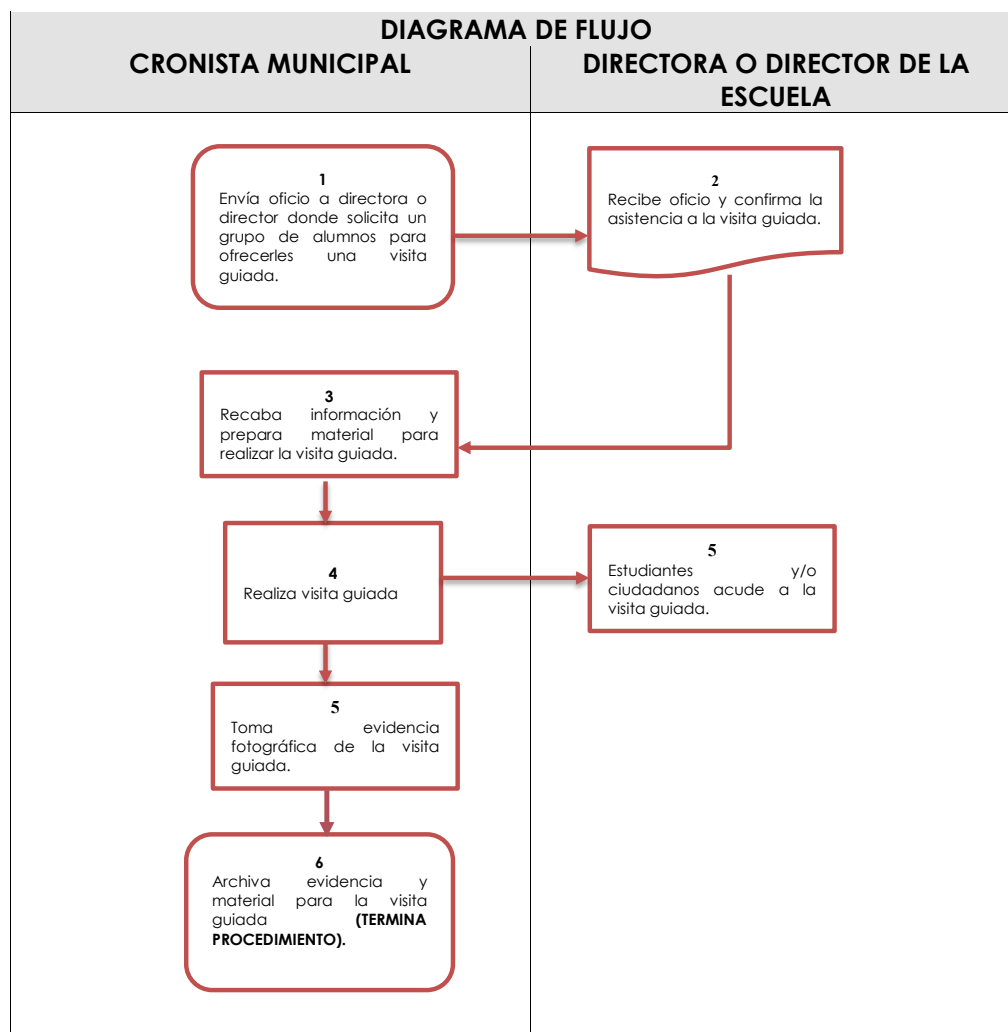 DIAGRAMA DE FLUJO
CRONISTA MUNICIPAL
DIRECTORA O DIRECTOR DE LA
ESCUELA
1
Envía oficio a directora o
director donde solicita un
grupo de alumnos para
ofrecerles una visita
guiada.
2
Recibe oficio y confirma la
asistencia a la visita guiada.
3
Recaba información y
prepara material para
realizar la visita guiada.
4
Realiza visita guiada
5
Estudiantes y/o
ciudadanos acude a la
visita guiada.
5
Toma evidencia
fotográfica de la visita
guiada.
6
Archiva evidencia y
material para la visita
guiada (TERMINA
PROCEDIMIENTO).